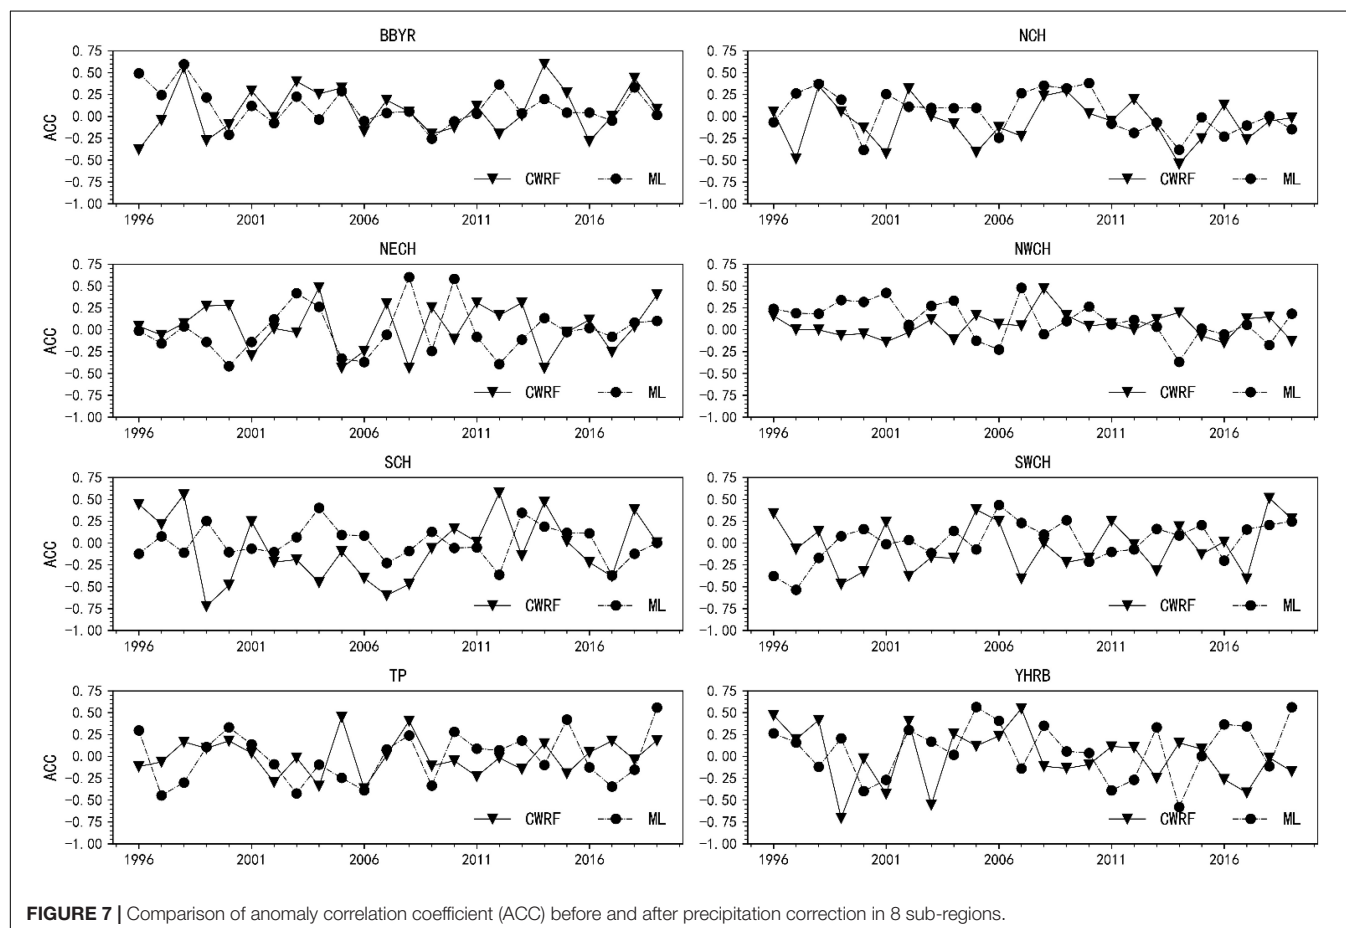 BBYR
NCH
ACC
0.75
0.50
0.25
0.00
-0.25
-0.50
-0.75
-1.00
CWRF ML
1996 2001 2006 2011 2016
0.75
0.50
0.25
0.00
-0.25
-0.50
-0.75
-1.00
CWRF ML
1996 2001 2006 2011 2016
NECH
NWCH
ACC
0.75
0.50
0.25
0.00
-0.25
-0.50
-0.75
-1.00
CWRF ML
1996 2001 2006 2011 2016
0.75
0.50
0.25
0.00
-0.25
-0.50
-0.75
-1.00
CWRF ML
1996 2001 2006 2011 2016
SCH
SWCH
ACC
0.75
0.50
0.25
0.00
-0.25
-0.50
-0.75
-1.00
CWRF ML
1996 2001 2006 2011 2016
0.75
0.50
0.25
0.00
-0.25
-0.50
-0.75
-1.00
CWRF ML
1996 2001 2006 2011 2016
TP
YHRB
ACC
0.75
0.50
0.25
0.00
-0.25
-0.50
-0.75
-1.00
CWRF ML
1996 2001 2006 2011 2016
0.75
0.50
0.25
0.00
-0.25
-0.50
-0.75
-1.00
CWRF ML
1996 2001 2006 2011 2016
FIGURE 7 | Comparison of anomaly correlation coefficient (ACC) before and after precipitation correction in 8 sub-regions.